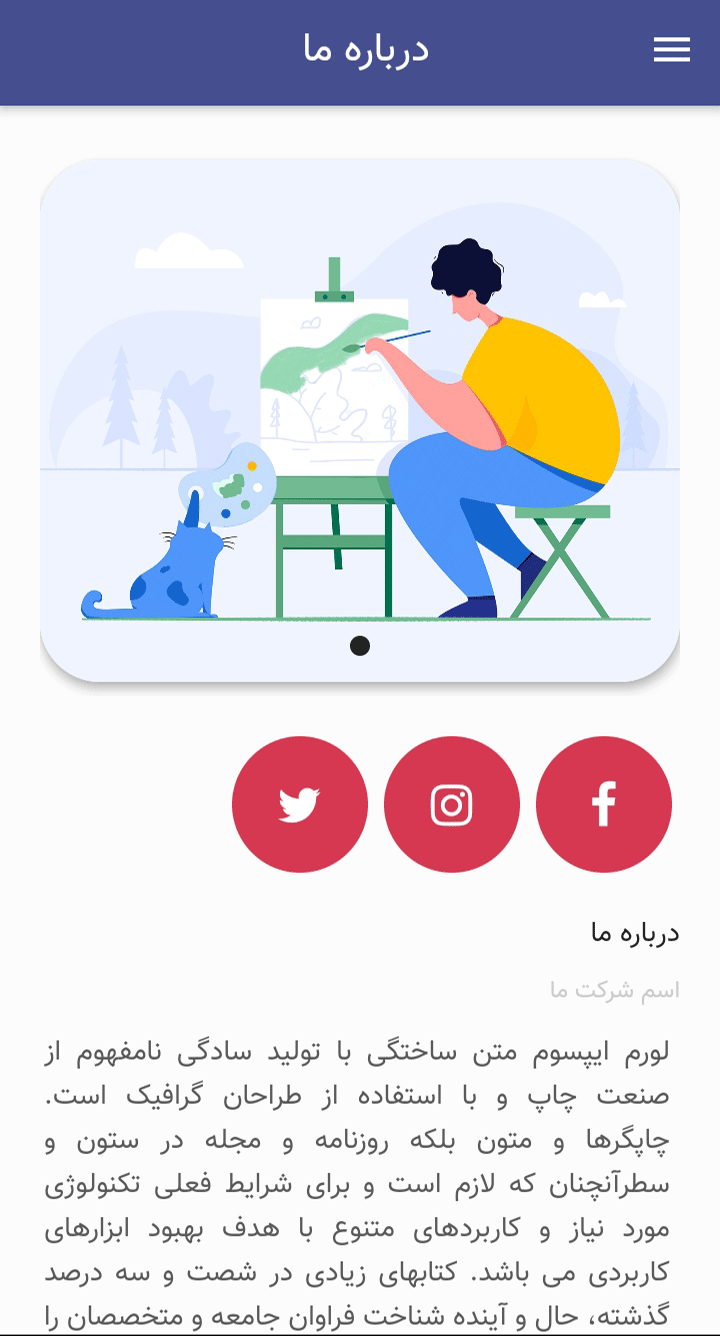 درباره ما
درباره ما
اسم شرکت ما
لورم ایپسوم متن ساختگی با تولید سادگی نامفهوم از
صنعت چاپ و با استفاده از طراحان گرافیک است.
چاپگرها و متون بلکه روزنامه و مجله در ستون و
سطرآنچنان که لازم است و برای شرایط فعلی تکنولوژی
مورد نیاز و کاربردهای متنوع با هدف بهبود ابزارهای
کاربردی می باشد. کتابهای زیادی در شصت و سه درصد
گذشته، حال و آینده شناخت فراوان جامعه و متخصصان را